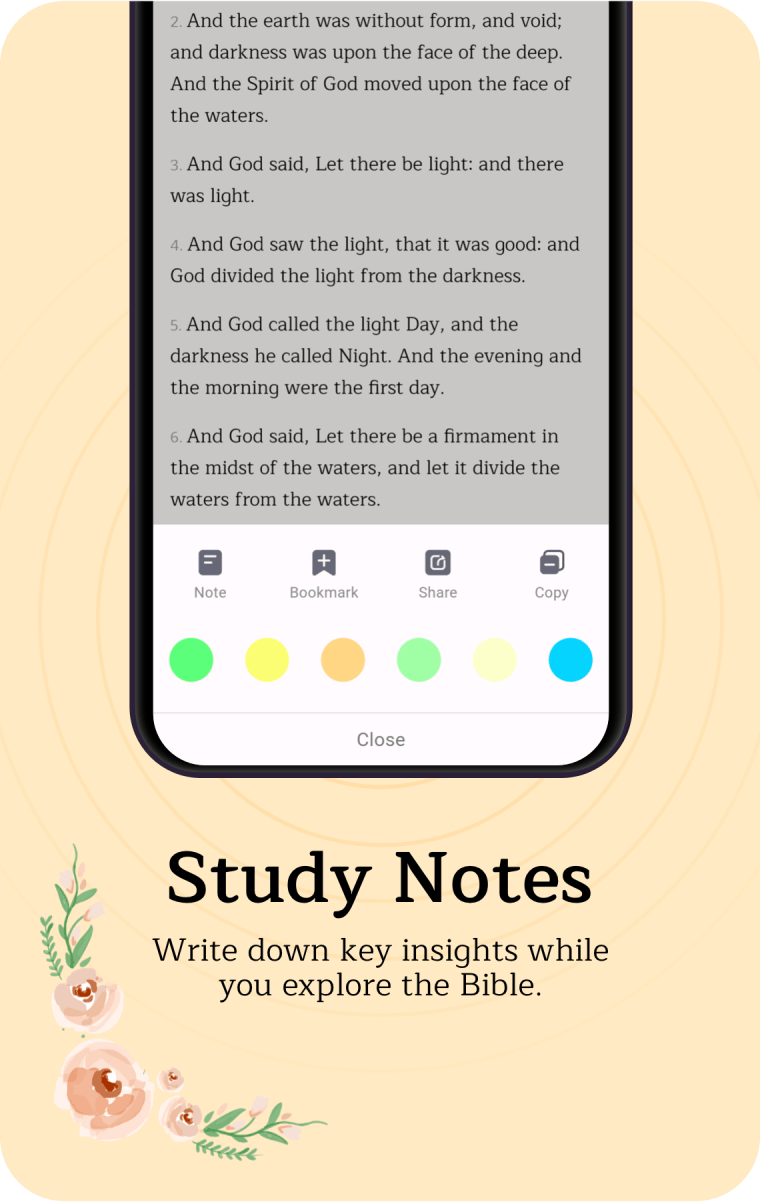 2. And the earth was without form, and void;
and darkness was upon the face of the deep.
And the Spirit of God moved upon the face of
the waters.
3. And God said, Let there be light: and there
was light.
4. And God saw the light, that it was good: and
God divided the light from the darkness.
5. And God called the light Day, and the
darkness he called Night. And the evening and
the morning were the first day.
6. And God said, Let there be a firmament in
the midst of the waters, and let it divide the
waters from the waters.
Note Bookmark Share Copy
Close
Study Notes
Write down key insights while
you explore the Bible.